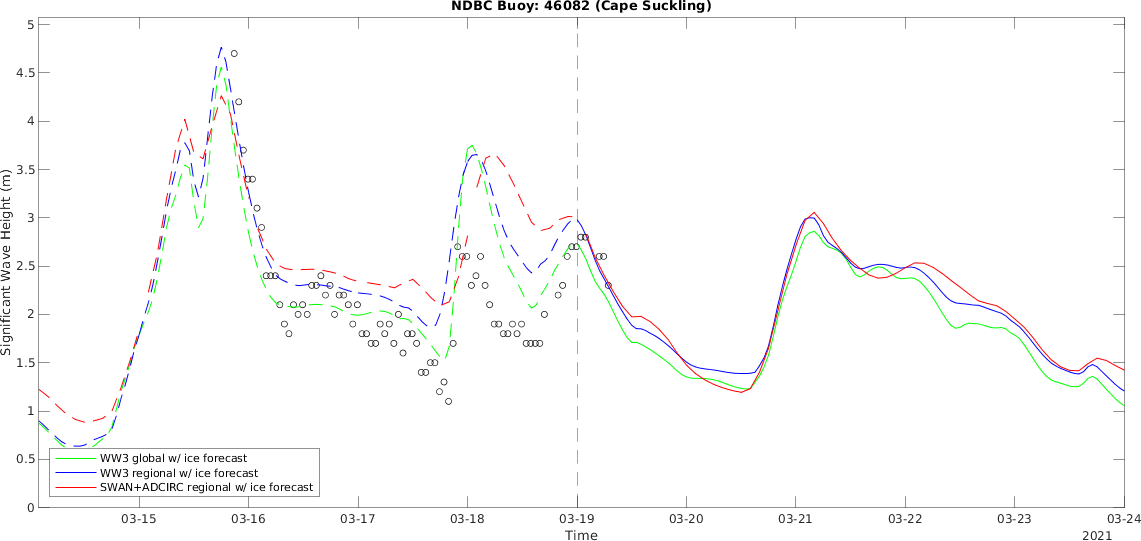 NDBC Buoy: 46082 (Cape Suckling)
5
4.5
4
3.5
3
2.5
2
1.5
1
0.5
0
Significant Wave Height (m)
WW3 global w/ ice forecast
WW3 regional w/ ice forecast
SWAN+ADCIRC regional w/ ice forecast
03-15 03-16 03-17 03-18 03-19 03-20 03-21 03-22 03-23 03-24
Time
2021